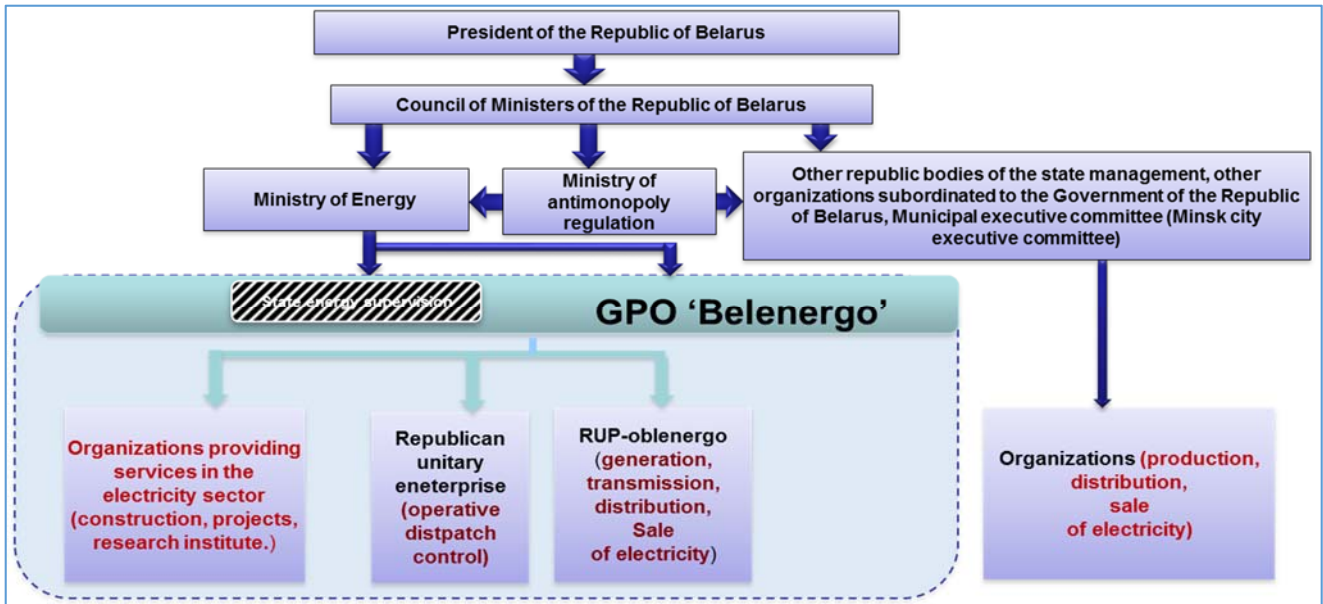 President of the Republic of Belarus
Council of Ministers of the Republic of Belarus
Ministry of Energy
Ministry of
antimonopoly
regulation
Other republic bodies of the state management, other
organizations subordinated to the Government of the Republic
of Belarus, Municipal executive committee (Minsk city
executive committee)
State energy supervision
GPO ‘Belenergo’
Organizations providing
services in the
electricity sector
(construction, projects,
research institute.)
Republican
unitary
eneterprise
(operative
distpatch
control)
RUP-oblenergo
(generation,
transmission,
distribution,
Sale
of electricity)
Organizations (production,
distribution,
sale
of electricity)